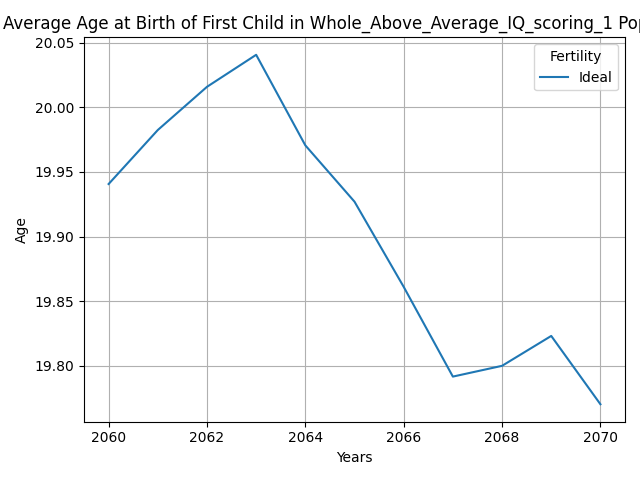 Average Age at Birth of First Child in Whole_Above_Average_IQ_scoring_1
20.05
20.00
19.95
19.90
19.85
19.80
Age
Fertility
Ideal
2060 2062 2064 2066 2068 2070
Years